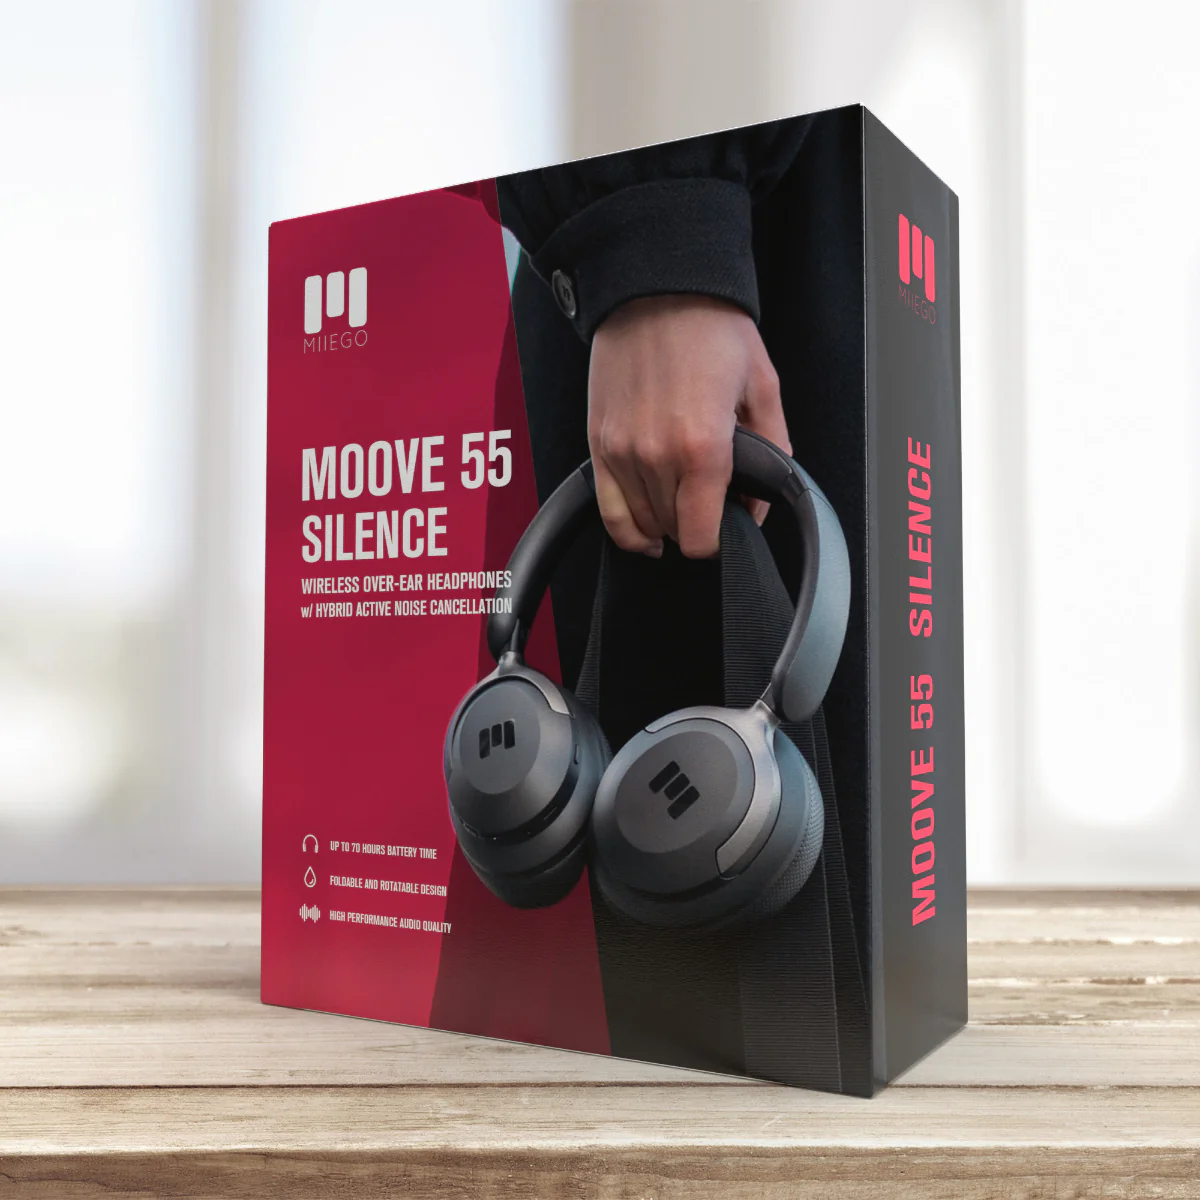 MIIEGO
MOOVE 55
SILENCE
WIRELESS OVER-EAR HEADPHONES
w/ HYBRID ACTIVE NOISE CANCELLATION
UP TO 70 HOURS BATTERY TIME
FOLDABLE AND ROTATABLE DESIGN
HIGH PERFORMANCE AUDIO QUALITY
MIIEGO
MOOVE 55 SILENCE